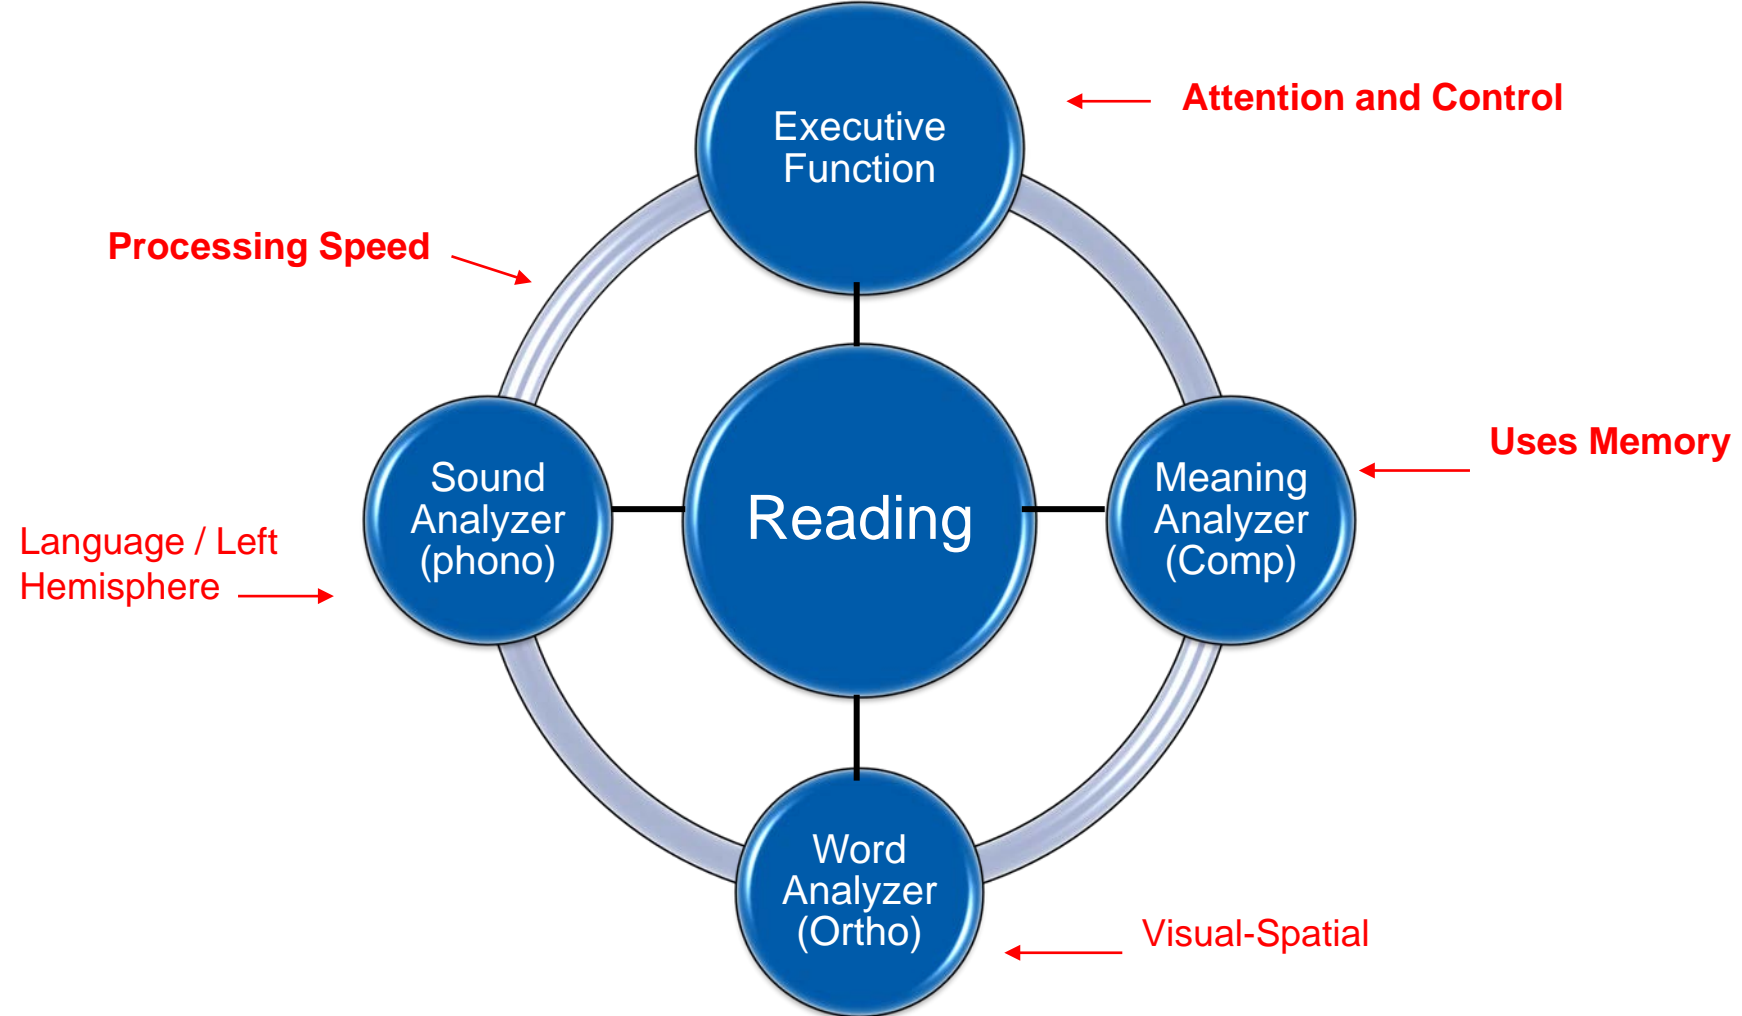 Executive
Function
Attention and Control
Processing Speed
Sound
Analyzer
(phono)
Reading
Meaning
Analyzer
(Comp)
Uses Memory
Language / Left
Hemisphere
Word
Analyzer
(Ortho)
Visual-Spatial